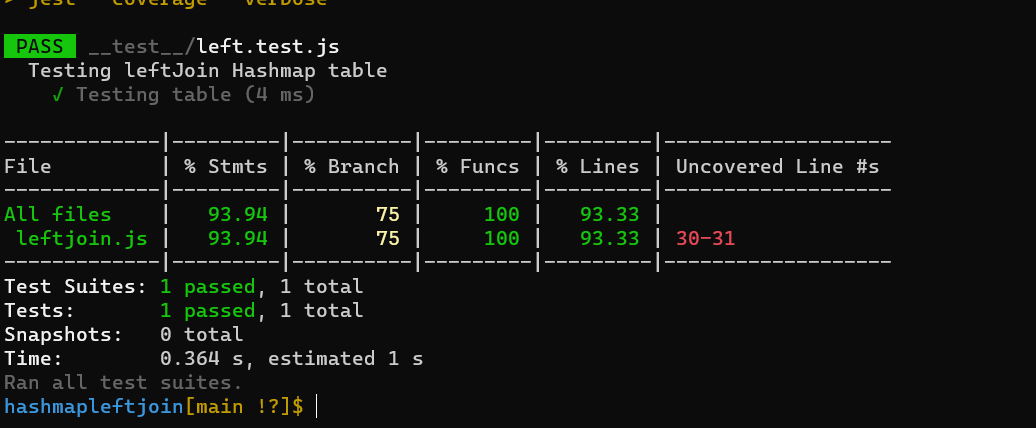 > jest --coverage --verbose
PASS __test__/left.test.js
Testing leftJoin Hashmap table
√ Testing table (4 ms)
-------------|---------|----------|---------|---------|-------------------
File | % Stmts | % Branch | % Funcs | % Lines | Uncovered Line #s
-------------|---------|----------|---------|---------|-------------------
All files | 93.94 | 75 | 100 | 93.33 |
leftjoin.js | 93.94 | 75 | 100 | 93.33 | 30-31
-------------|---------|----------|---------|---------|-------------------
Test Suites: 1 passed, 1 total
Tests: 1 passed, 1 total
Snapshots: 0 total
Time: 0.364 s, estimated 1 s
Ran all test suites.
hashmapleftjoin[main !?]$